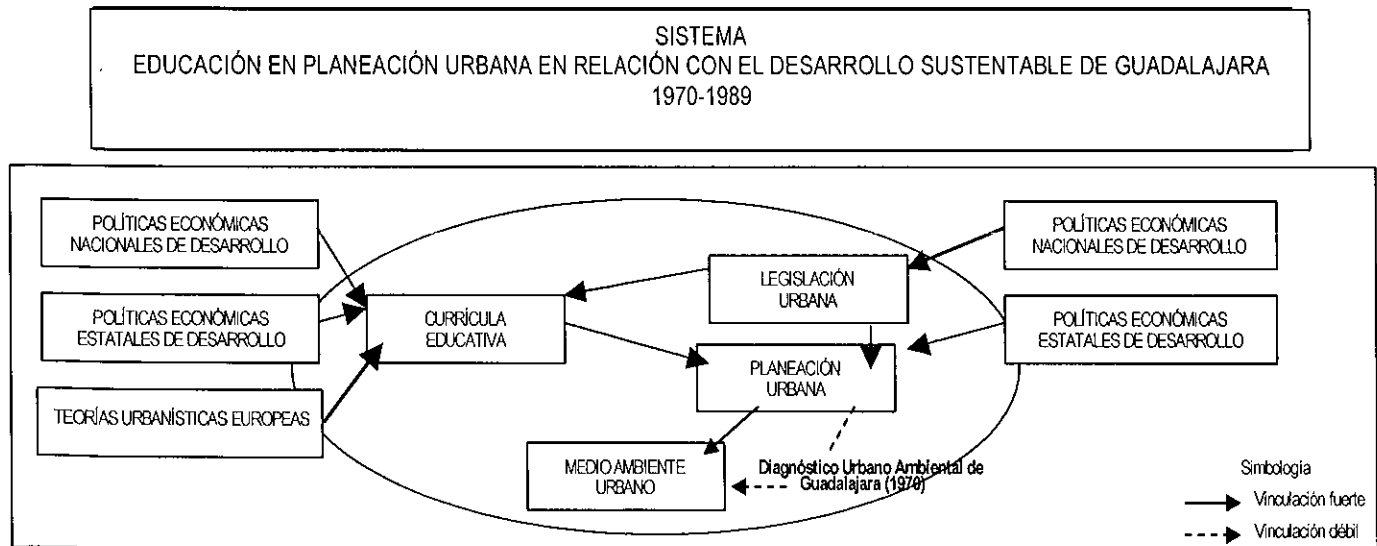 SISTEMA
EDUCACIÓN EN PLANEACIÓN URBANA EN RELACIÓN CON EL DESARROLLO SUSTENTABLE DE GUADALAJARA
1970-1989
POLÍTICAS ECONÓMICAS
NACIONALES DE DESARROLLO
POLÍTICAS ECONÓMICAS
ESTATALES DE DESARROLLO
TEORÍAS URBANÍSTICAS EUROPEAS
CURRÍCULA
EDUCATIVA
LEGISLACIÓN
URBANA
PLANEACIÓN
URBANA
MEDIO AMBIENTE
URBANO
Diagnóstico Urbano Ambiental de
Guadalajara (1970)
POLÍTICAS ECONÓMICAS
NACIONALES DE DESARROLLO
POLÍTICAS ECONÓMICAS
ESTATALES DE DESARROLLO
Simbología
Vinculación fuerte
Vinculación débil